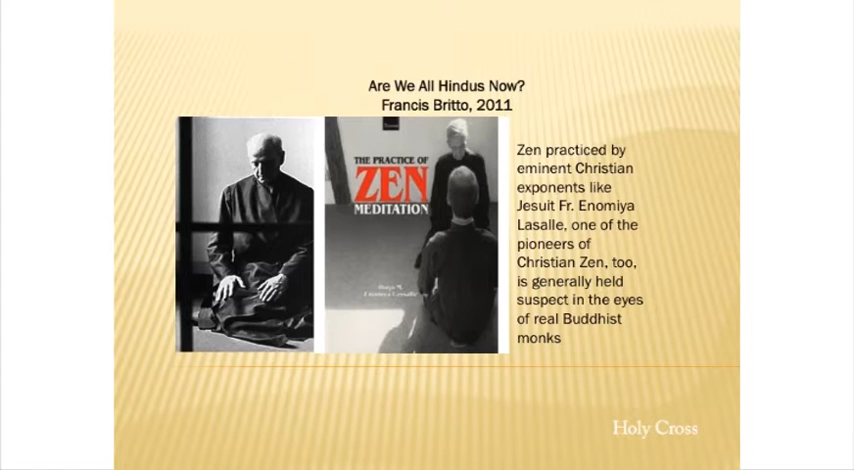 Are We All Hindus Now?
Francis Britto, 2011
THE PRACTICE OF
ZEN
MEDITATION
Zen practiced by
eminent Christian
exponents like
Jesuit Fr. Enomiya
Lasalle, one of the
pioneers of
Christian Zen, too,
is generally held
suspect in the eyes
of real Buddhist
monks
Holy Cross